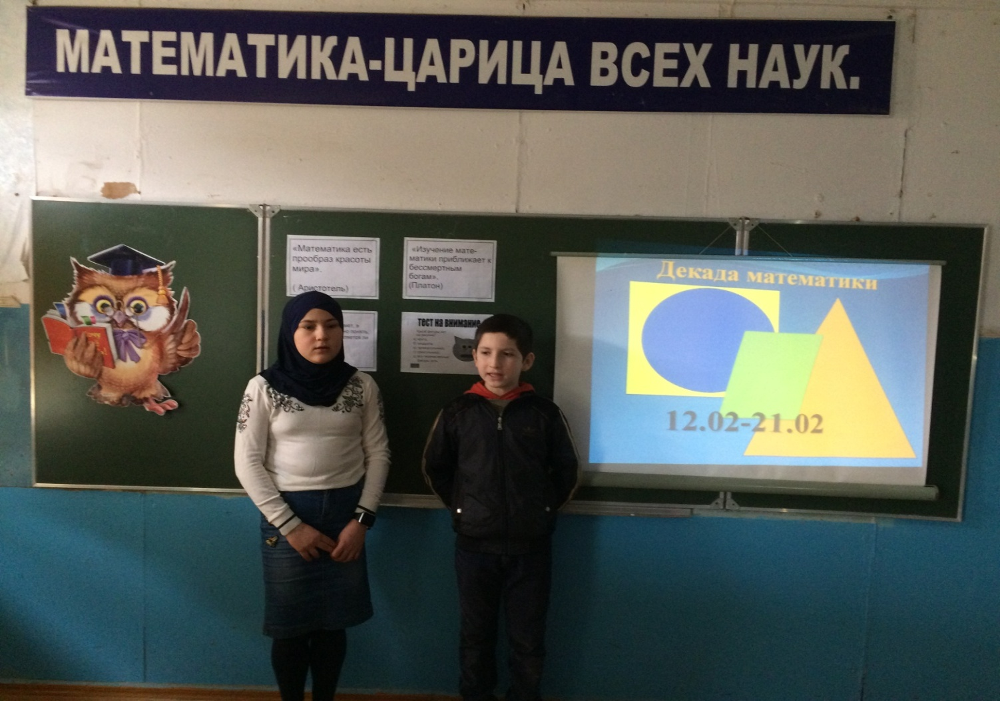 МАТЕМАТИКА-ЦАРИЦА ВСЕХ НАУК.
«Математика есть
прообраз красоты
мира».
( Аристотель)
«Изучение мате-
матики приближает к
бессмертным
богам».
(Платон)
понять,
ТЕСТ НА ВНИМАНИЕ
Декада математики
12.02-21.02